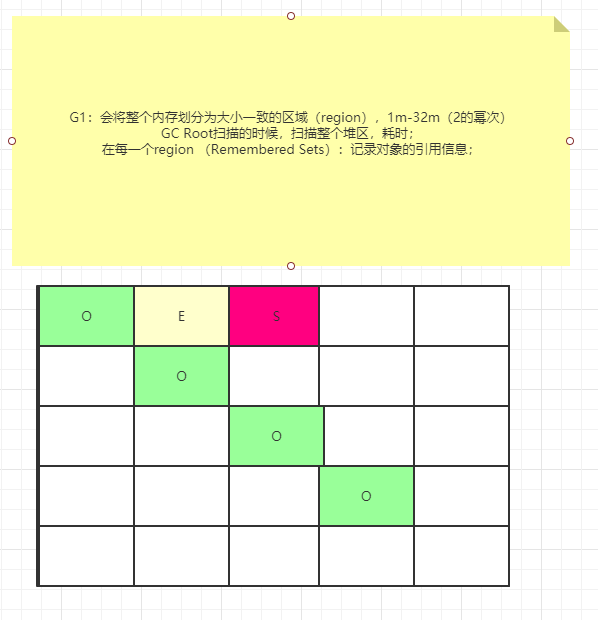 G1：会将整个内存划分为大小一致的区域（region），1m-32m（2的幂次）
GC Root扫描的时候，扫描整个堆区，耗时；
在每一个region （Remembered Sets）：记录对象的引用信息；
O E S
O
O
O